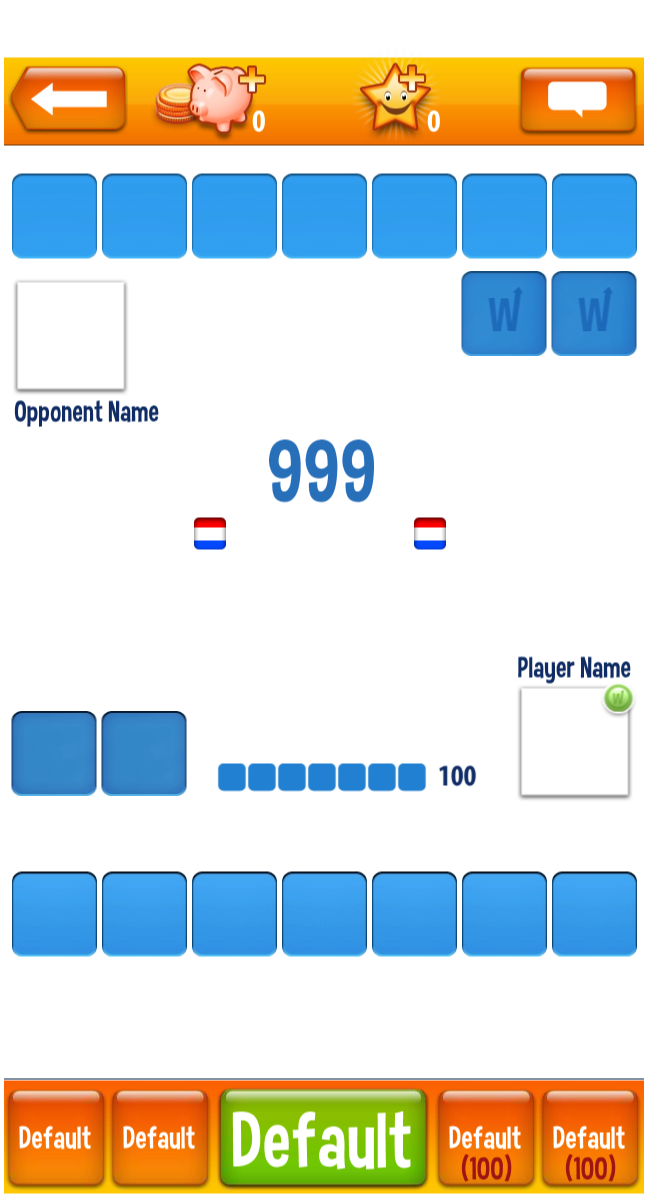 0
0
W W
Opponent Name
999
Player Name
W
100
Default
Default
Default
Default
(100)
Default
(100)